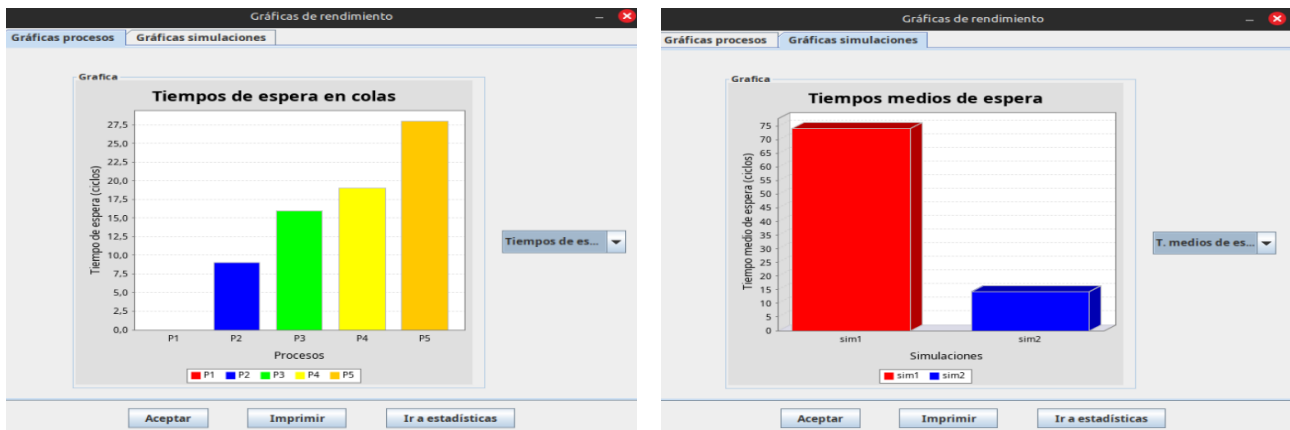 Gráficas de rendimiento
Gráficas procesos Gráficas simulaciones
Grafica
Tiempos de espera en colas
Tiempo de espera (ciclos)
27,5
25,0
22,5
20,0
17,5
15,0
12,5
10,0
7,5
5,0
2,5
0,0
P1 P2 P3 P4 P5
Procesos
P1 P2 P3 P4 P5
Tiempos de es...
Aceptar Imprimir Ir a estadísticas
Gráficas de rendimiento
Gráficas procesos Gráficas simulaciones
Grafica
Tiempos medios de espera
Tiempo medio de espera (ciclos)
75
70
65
60
55
50
45
40
35
30
25
20
15
10
5
0
sim1 sim2
Simulaciones
sim1 sim2
T. medios de es...
Aceptar Imprimir Ir a estadísticas